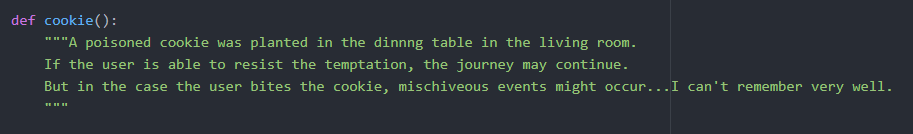 def cookie():
"""A poisoned cookie was planted in the dinnng table in the living room.
If the user is able to resist the temptation, the journey may continue.
But in the case the user bites the cookie, mischiveous events might occur...I can't remember very well.
"""